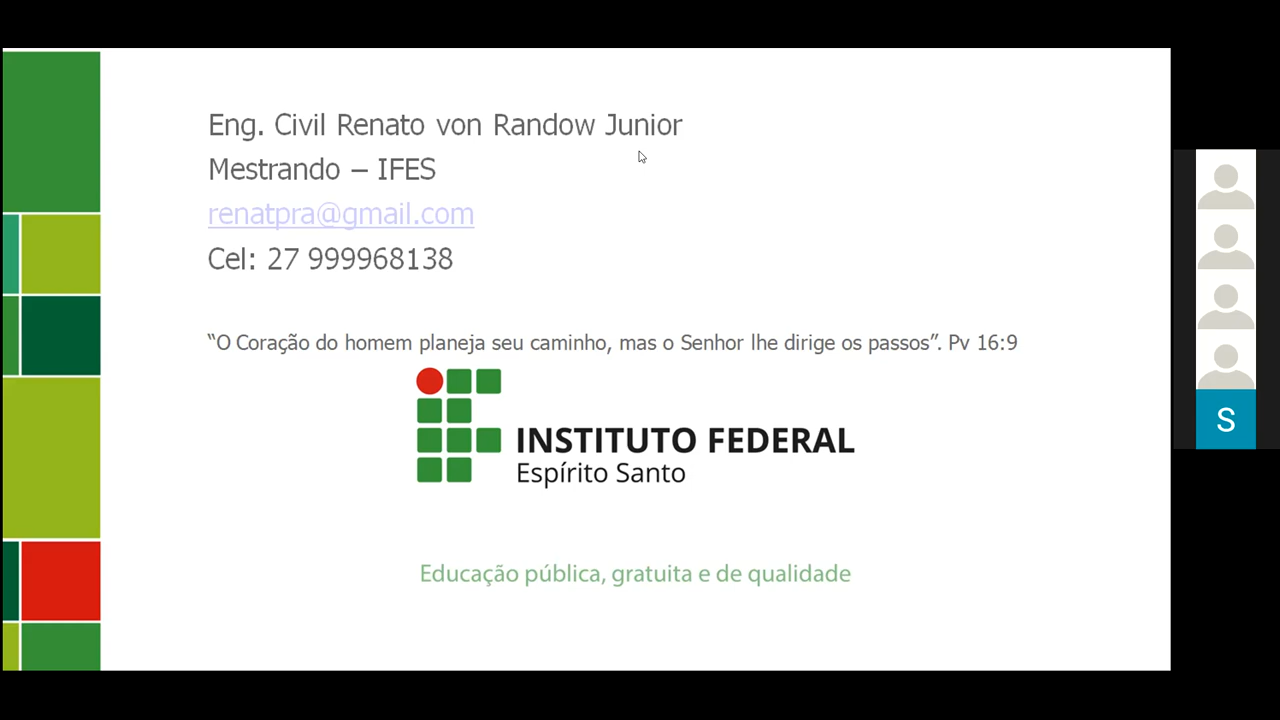 Eng. Civil Renato von Randow Junior
Mestrando – IFES
renatpra@gmail.com
Cel: 27 999968138
“O Coração do homem planeja seu caminho, mas o Senhor lhe dirige os passos”. Pv 16:9
INSTITUTO FEDERAL
Espírito Santo
Educação pública, gratuita e de qualidade
S